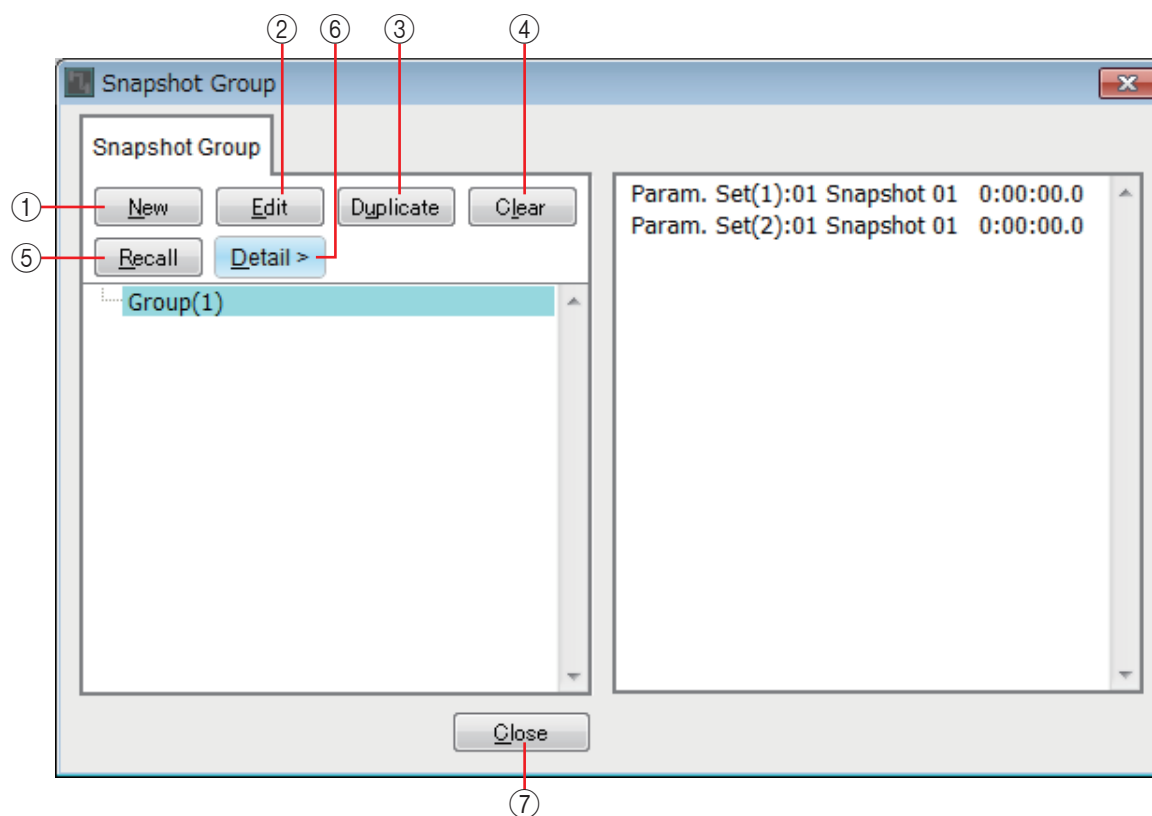 ② ⑥ ③ ④
Snapshot Group
Snapshot Group
① New Edit Duplicate Clear
⑤ Recall Detail >
Group(1)
Param. Set(1):01 Snapshot 01 0:00:00.0
Param. Set(2):01 Snapshot 01 0:00:00.0
Close
⑦